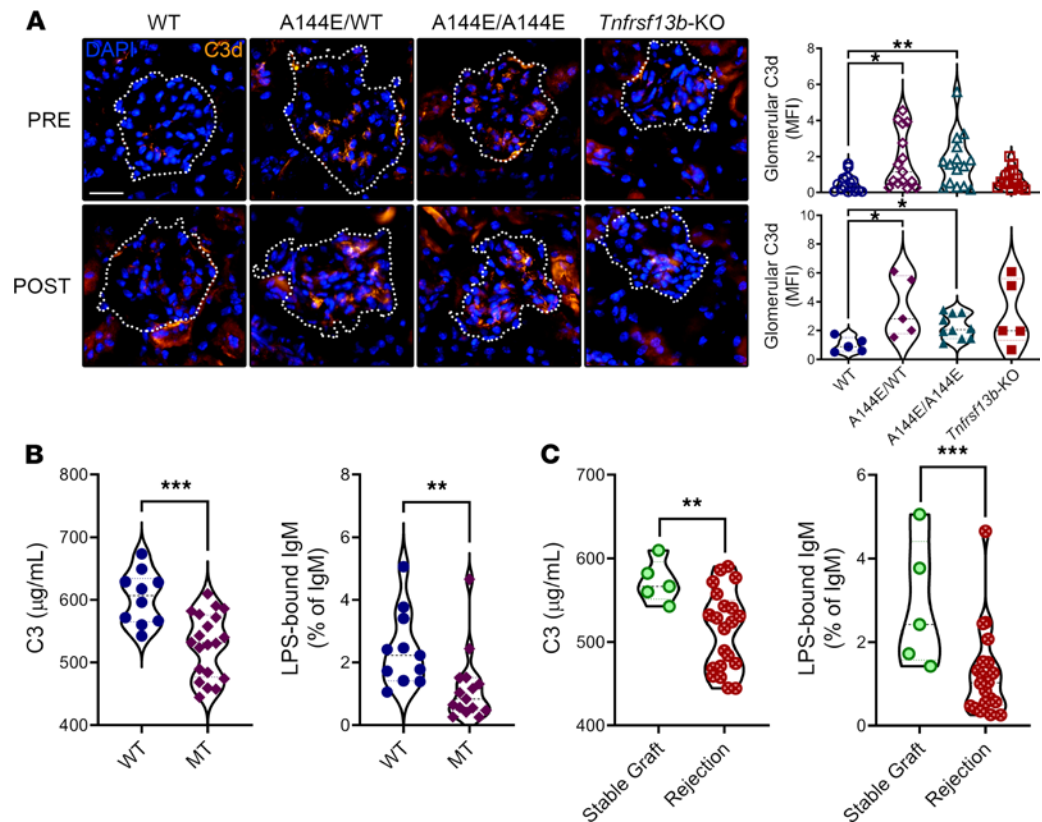 A
WT A144E/WT A144E/A144E Tnfrsf13b-KO
DAPI C3d
PRE
POST
Glomerular C3d
(MFI)
8
6
4
2
0
** 
*
Glomerular C3d
(MFI)
10
8
6
4
2
0
*
*
WT A144E/WT A144E/A144E Tnfrsf13b-KO
B
C3 (μg/mL)
800
700
600
500
400
***
WT MT
LPS-bound IgM
(% of IgM)
8
6
4
2
0
**
WT MT
C
C3 (μg/mL)
700
600
500
400
**
Stable Graft Rejection
LPS-bound IgM
(% of IgM)
6
4
2
0
***
Stable Graft Rejection